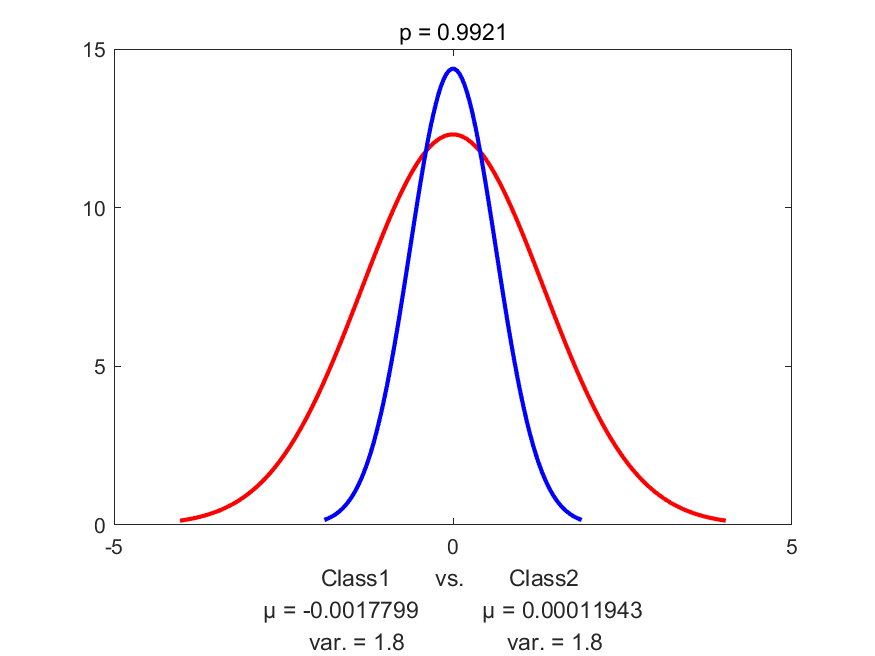 p = 0.9921
15
10
5
0
-5 0 5
Class1 vs. Class2
μ = -0.0017799 μ = 0.00011943
var. = 1.8 var. = 1.8